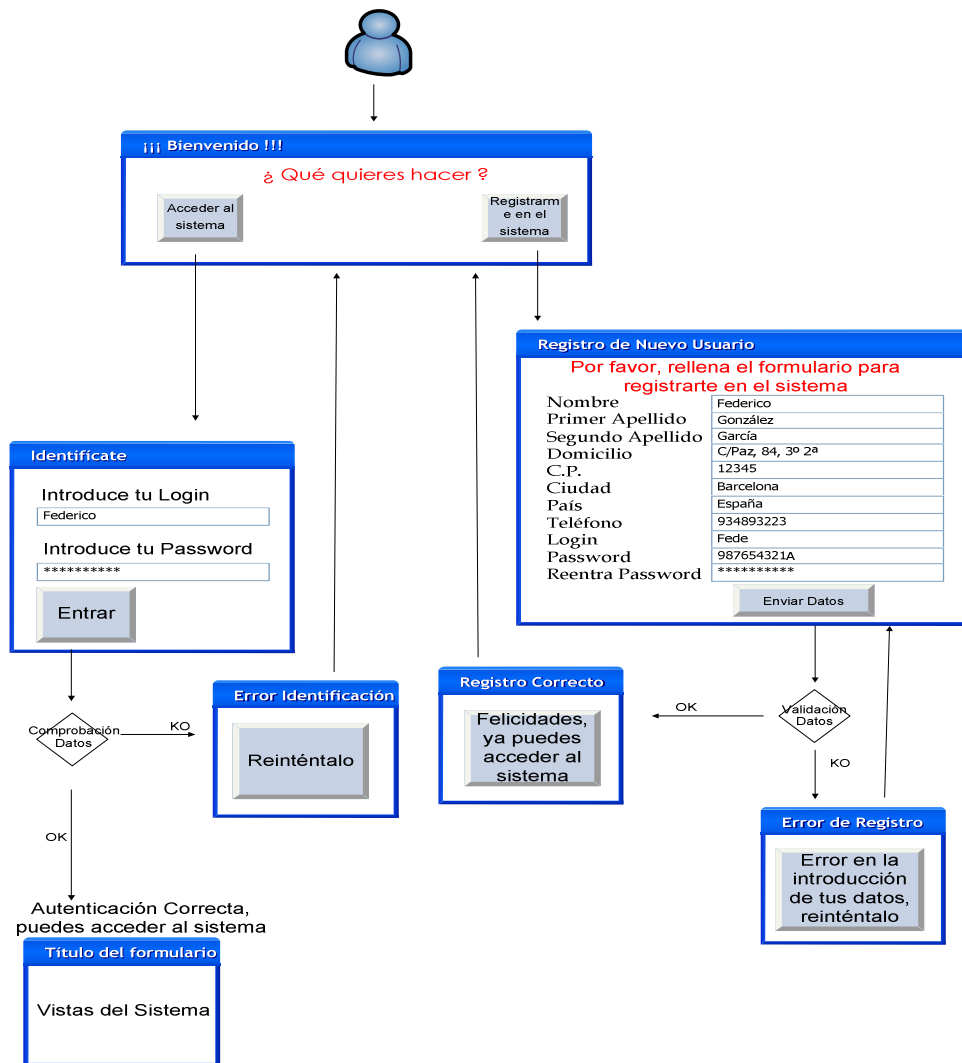 ¡¡¡ Bienvenido !!!
¿ Qué quieres hacer ?
Acceder al
sistema
Registrarm
e en el
sistema
Registro de Nuevo Usuario
Por favor, rellena el formulario para
registrarte en el sistema
Nombre Federico
Primer Apellido González
Segundo Apellido García
Domicilio C/Paz, 84, 3º 2ª
C.P. 12345
Ciudad Barcelona
País España
Teléfono 934893223
Login Fede
Password 987654321A
Reentra Password **********
Enviar Datos
Identifícate
Introduce tu Login
Federico
Introduce tu Password
**********
Entrar
Comprobación
Datos
KO
OK
Error Identificación
Reinténtalo
Registro Correcto
Felicidades,
ya puedes
acceder al
sistema
OK
Validación
Datos
KO
Error de Registro
Error en la
introducción
de tus datos,
reinténtalo
Autenticación Correcta,
puedes acceder al sistema
Título del formulario
Vistas del Sistema